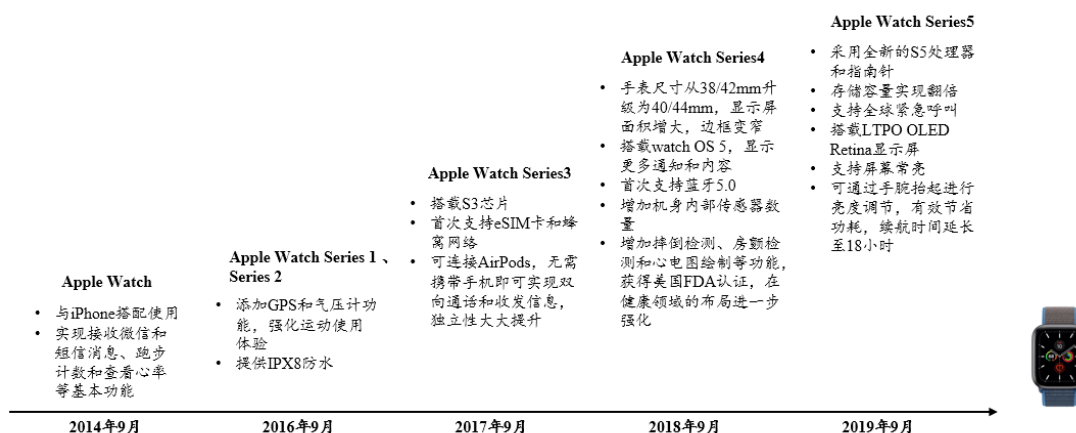 Apple Watch
• 与iPhone搭配使用
• 实现接收微信和
短信消息、跑步
计数和查看心率
等基本功能
2014年9月
Apple Watch Series 1 、
Series 2
• 添加GPS和气压计功
能，强化运动使用
体验
• 提供IPX8防水
2016年9月
Apple Watch Series3
• 搭载S3芯片
• 首次支持eSIM卡和蜂
窝网络
• 可连接AirPods，无需
携带手机即可实现双
向通话和收发信息，
独立性大大提升
2017年9月
Apple Watch Series4
• 手表尺寸从38/42mm升
级为40/44mm，显示屏
面积增大，边框变窄
• 搭载watch OS 5，显示
更多通知和内容
• 首次支持蓝牙5.0
• 增加机身内部传感器数
量
• 增加摔倒检测、房颤检
测和心电图绘制等功能，
获得美国FDA认证，在
健康领域的布局进一步
强化
2018年9月
Apple Watch Series5
• 采用全新的S5处理器
和指南针
• 存储容量实现翻倍
• 支持全球紧急呼叫
• 搭载LTPO OLED
Retina显示屏
• 支持屏幕常亮
• 可通过手腕抬起进行
亮度调节，有效节省
功耗，续航时间延长
至18小时
2019年9月